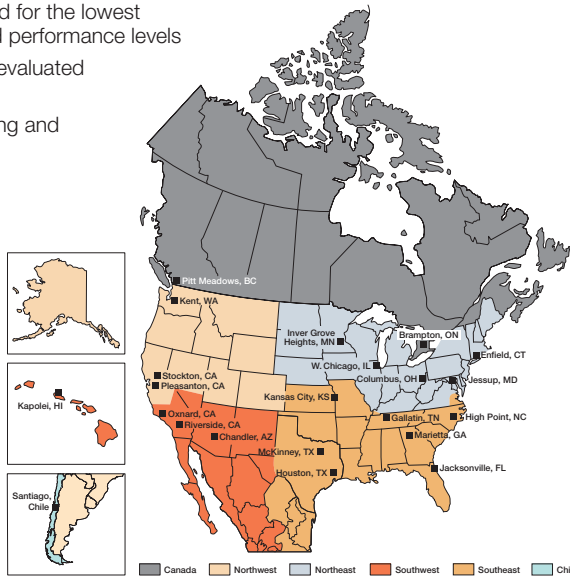 d for the lowest
d performance levels
evaluated
ng and
Pitt Meadows, BC
Kent, WA
Inver Grove
Heights, MN
Brampton, ON
Enfield, CT
W. Chicago, IL
Columbus, OH
Jessup, MD
Stockton, CA
Pleasanton, CA
Kansas City, KS
Kapolei, HI
Oxnard, CA
Riverside, CA
Chandler, AZ
Gallatin, TN
High Point, NC
Marietta, GA
McKinney, TX
Houston, TX
Jacksonville, FL
Santiago,
Chile
Canada Northwest Northeast Southwest Southeast Chi